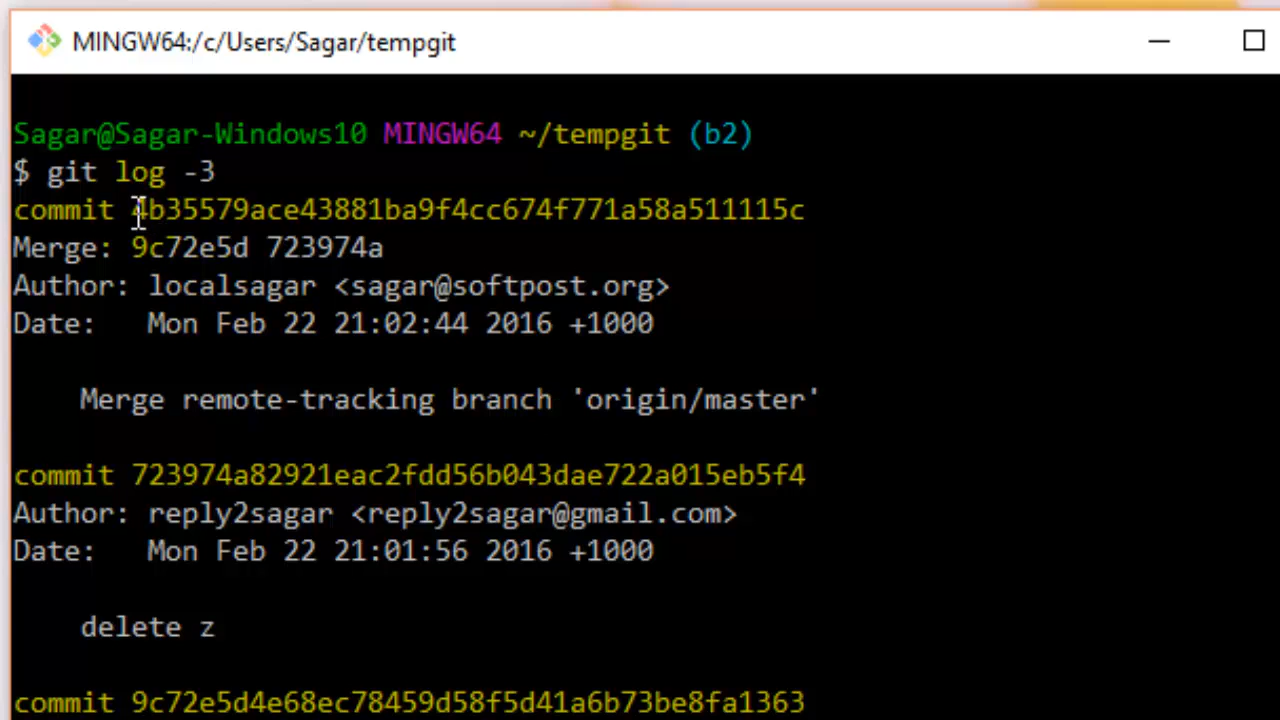 MINGW64:/c/Users/Sagar/tempgit
Sagar@Sagar-Windows10 MINGW64 ~/tempgit (b2)
$ git log -3
commit 4b35579ace43881ba9f4cc674f771a58a511115c
Merge: 9c72e5d 723974a
Author: localsagar <sagar@softpost.org>
Date:   Mon Feb 22 21:02:44 2016 +1000
    Merge remote-tracking branch 'origin/master'
commit 723974a82921eac2fdd56b043dae722a015eb5f4
Author: reply2sagar <reply2sagar@gmail.com>
Date:   Mon Feb 22 21:01:56 2016 +1000
    delete z
commit 9c72e5d4e68ec78459d58f5d41a6b73be8fa1363